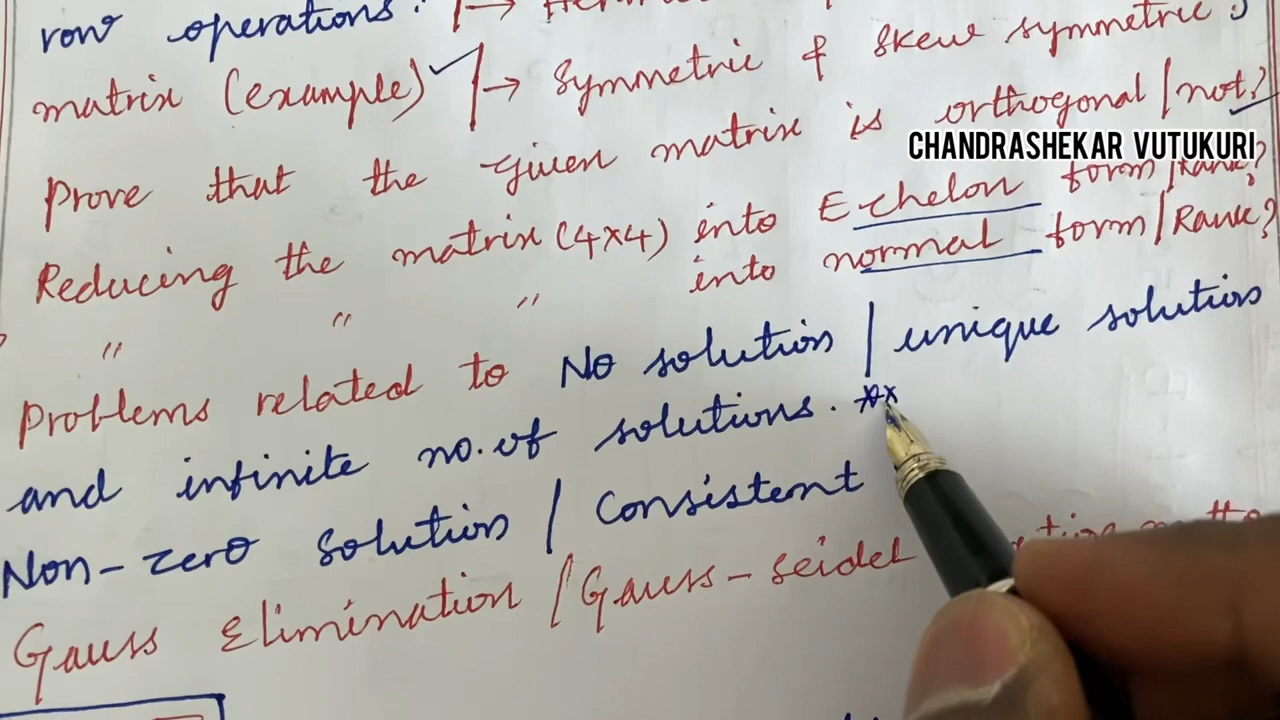 row operations.
matrix (example) ✓ → Symmetric & Skew symmetric.
Prove that the given matrix is orthogonal/not?
CHANDRASHEKAR VUTUKURI
Reducing the matrix (4x4) into Echelon form/Rank?
" " " into normal form/Rank?
Problems related to No solution / unique solution
and infinite no. of solutions. **
Non-zero solution / Consistent
Gauss Elimination / Gauss-seidel